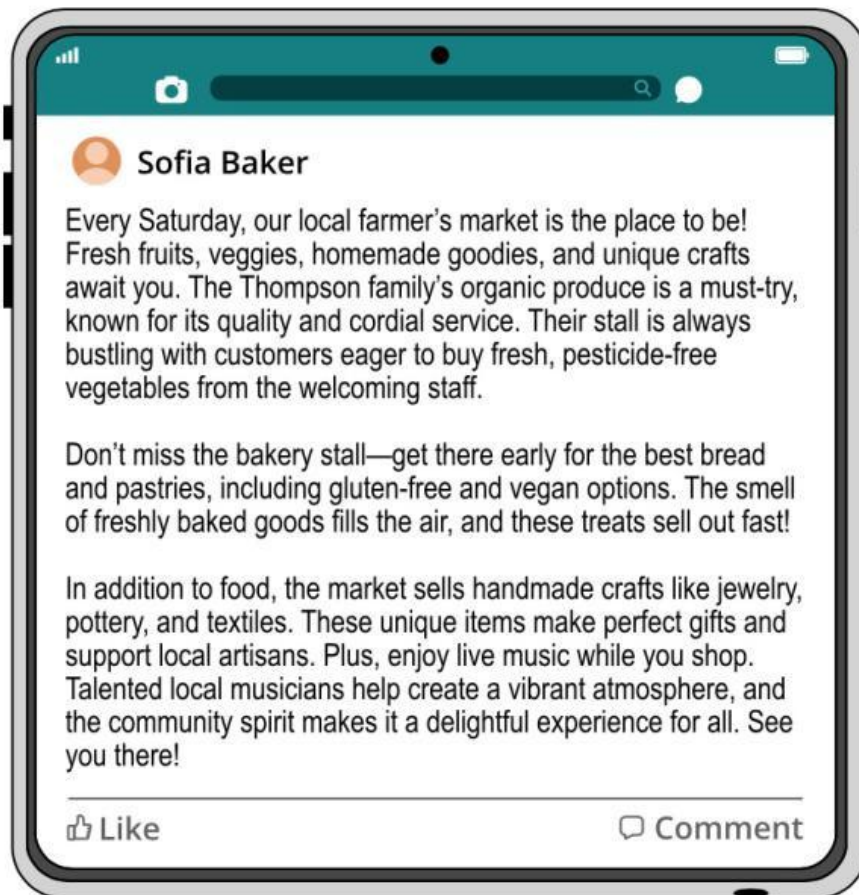 Sofia Baker
Every Saturday, our local farmer’s market is the place to be!
Fresh fruits, veggies, homemade goodies, and unique crafts
await you. The Thompson family’s organic produce is a must-try,
known for its quality and cordial service. Their stall is always
bustling with customers eager to buy fresh, pesticide-free
vegetables from the welcoming staff.
Don’t miss the bakery stall—get there early for the best bread
and pastries, including gluten-free and vegan options. The smell
of freshly baked goods fills the air, and these treats sell out fast!
In addition to food, the market sells handmade crafts like jewelry,
pottery, and textiles. These unique items make perfect gifts and
support local artisans. Plus, enjoy live music while you shop.
Talented local musicians help create a vibrant atmosphere, and
the community spirit makes it a delightful experience for all. See
you there!
Like Comment